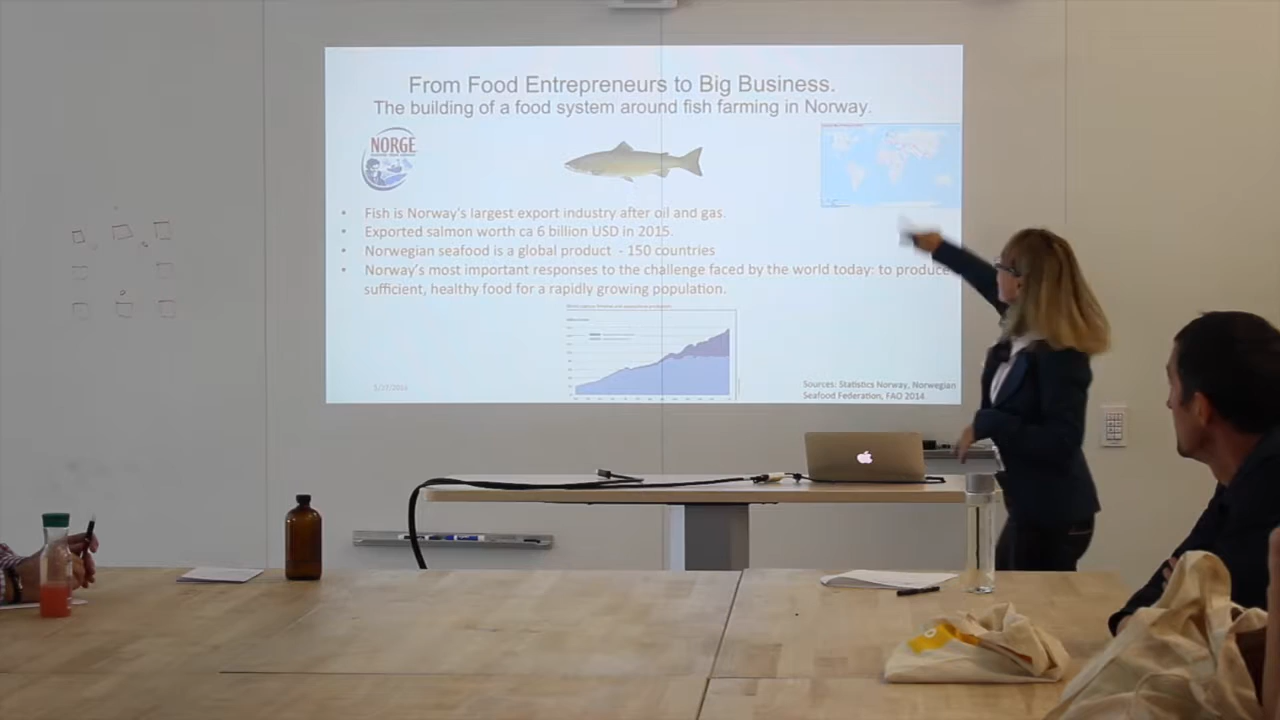 From Food Entrepreneurs to Big Business.
The building of a food system around fish farming in Norway.
NORGE
• Fish is Norway's largest export industry after oil and gas.
• Exported salmon worth ca 6 billion USD in 2015.
• Norwegian seafood is a global product - 150 countries
• Norway's most important responses to the challenge faced by the world today: to produce
sufficient, healthy food for a rapidly growing population.
Sources: Statistics Norway, Norwegian
Seafood Federation, FAO 2014